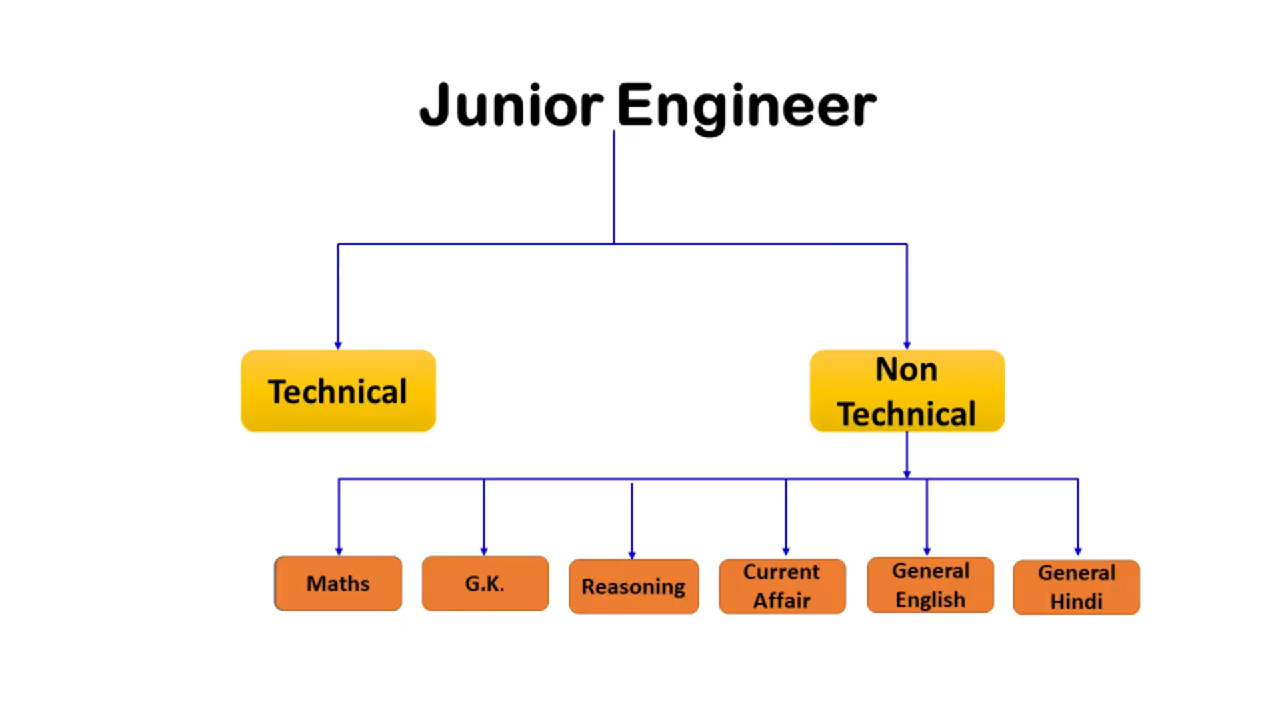 Junior Engineer
Technical
Non
Technical
Maths
G.K.
Reasoning
Current
Affair
General
English
General
Hindi